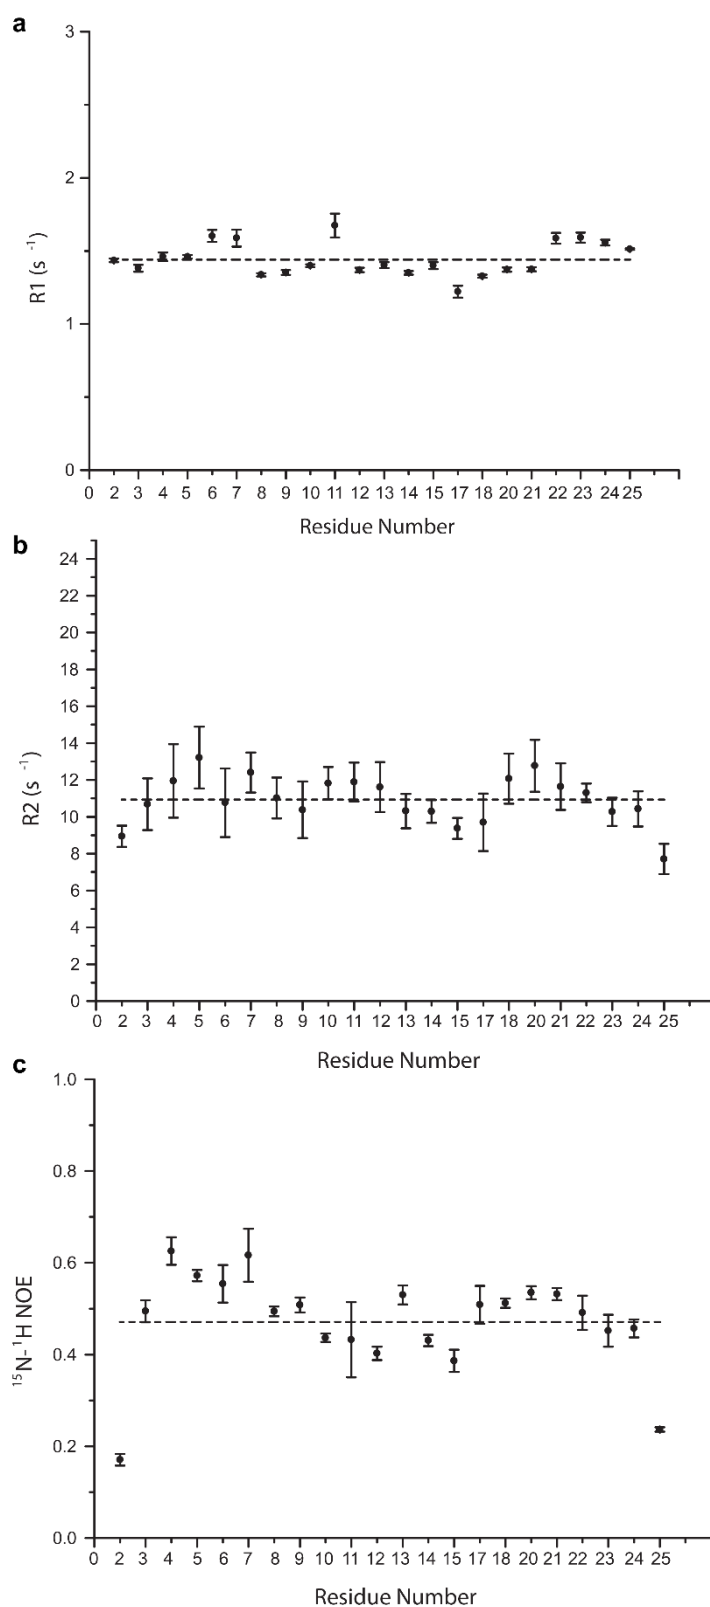 a
3
2
1
0
R1 (s ⁻¹)
0 2 3 4 5 6 7 8 9 10 11 12 13 14 15 17 18 20 21 22 23 24 25
Residue Number
b
24
22
20
18
16
14
12
10
8
6
4
2
0
R2 (s ⁻¹)
0 2 3 4 5 6 7 8 9 10 11 12 13 14 15 17 18 20 21 22 23 24 25
Residue Number
c
1.0
0.8
0.6
0.4
0.2
0.0
¹⁵N-¹H NOE
0 2 3 4 5 6 7 8 9 10 11 12 13 14 15 17 18 20 21 22 23 24 25
Residue Number